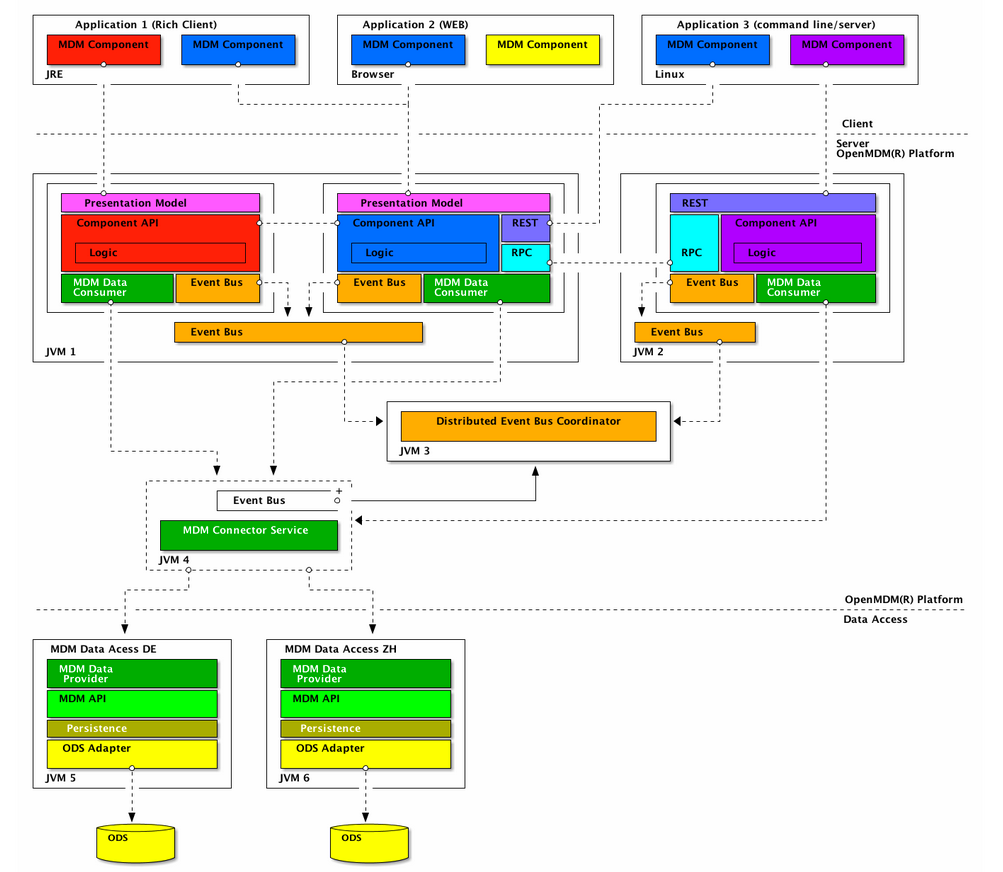 Application 1 (Rich Client)
MDM Component
MDM Component
JRE
Application 2 (WEB)
MDM Component
MDM Component
Browser
Application 3 (command line/server)
MDM Component
MDM Component
Linux
Client
Server
OpenMDM(R) Platform
Presentation Model
Component API
Logic
MDM Data
Consumer
Event Bus
Presentation Model
Component API
REST
Logic
RPC
Event Bus
MDM Data
Consumer
Event Bus
JVM 1
REST
RPC
Component API
Logic
Event Bus
MDM Data
Consumer
Event Bus
JVM 2
Distributed Event Bus Coordinator
JVM 3
Event Bus
+
MDM Connector Service
JVM 4
OpenMDM(R) Platform
Data Access
MDM Data Acess DE
MDM Data
Provider
MDM API
Persistence
ODS Adapter
JVM 5
MDM Data Access ZH
MDM Data
Provider
MDM API
Persistence
ODS Adapter
JVM 6
ODS
ODS